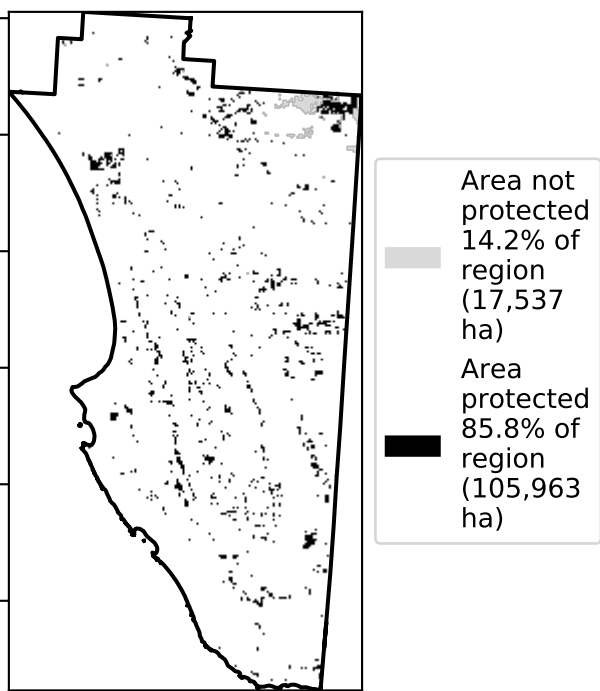 Area not
protected
14.2% of
region
(17,537
ha)
Area
protected
85.8% of
region
(105,963
ha)